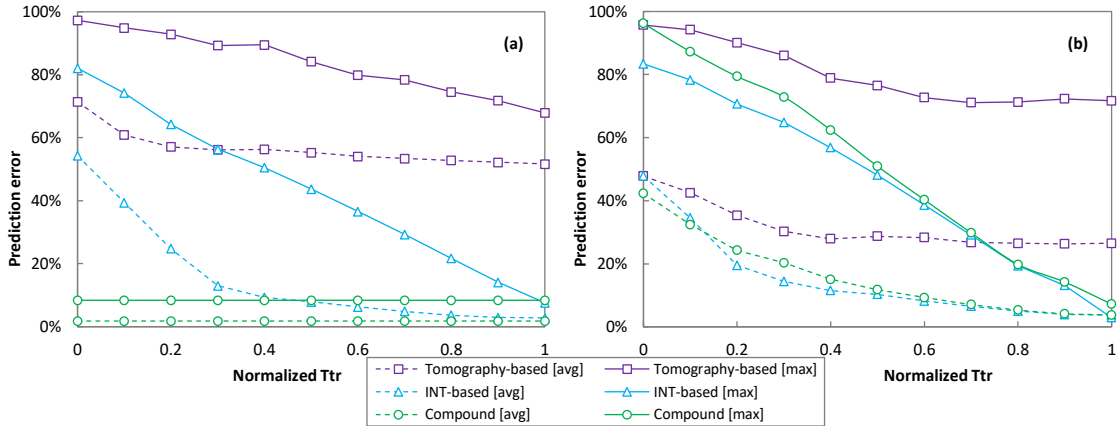 100%
80%
60%
40%
20%
0%
Prediction error
(a)
0 0.2 0.4 0.6 0.8 1
Normalized Ttr
100%
80%
60%
40%
20%
0%
Prediction error
(b)
0 0.2 0.4 0.6 0.8 1
Normalized Ttr
Tomography-based [avg] Tomography-based [max]
INT-based [avg] INT-based [max]
Compound [avg] Compound [max]